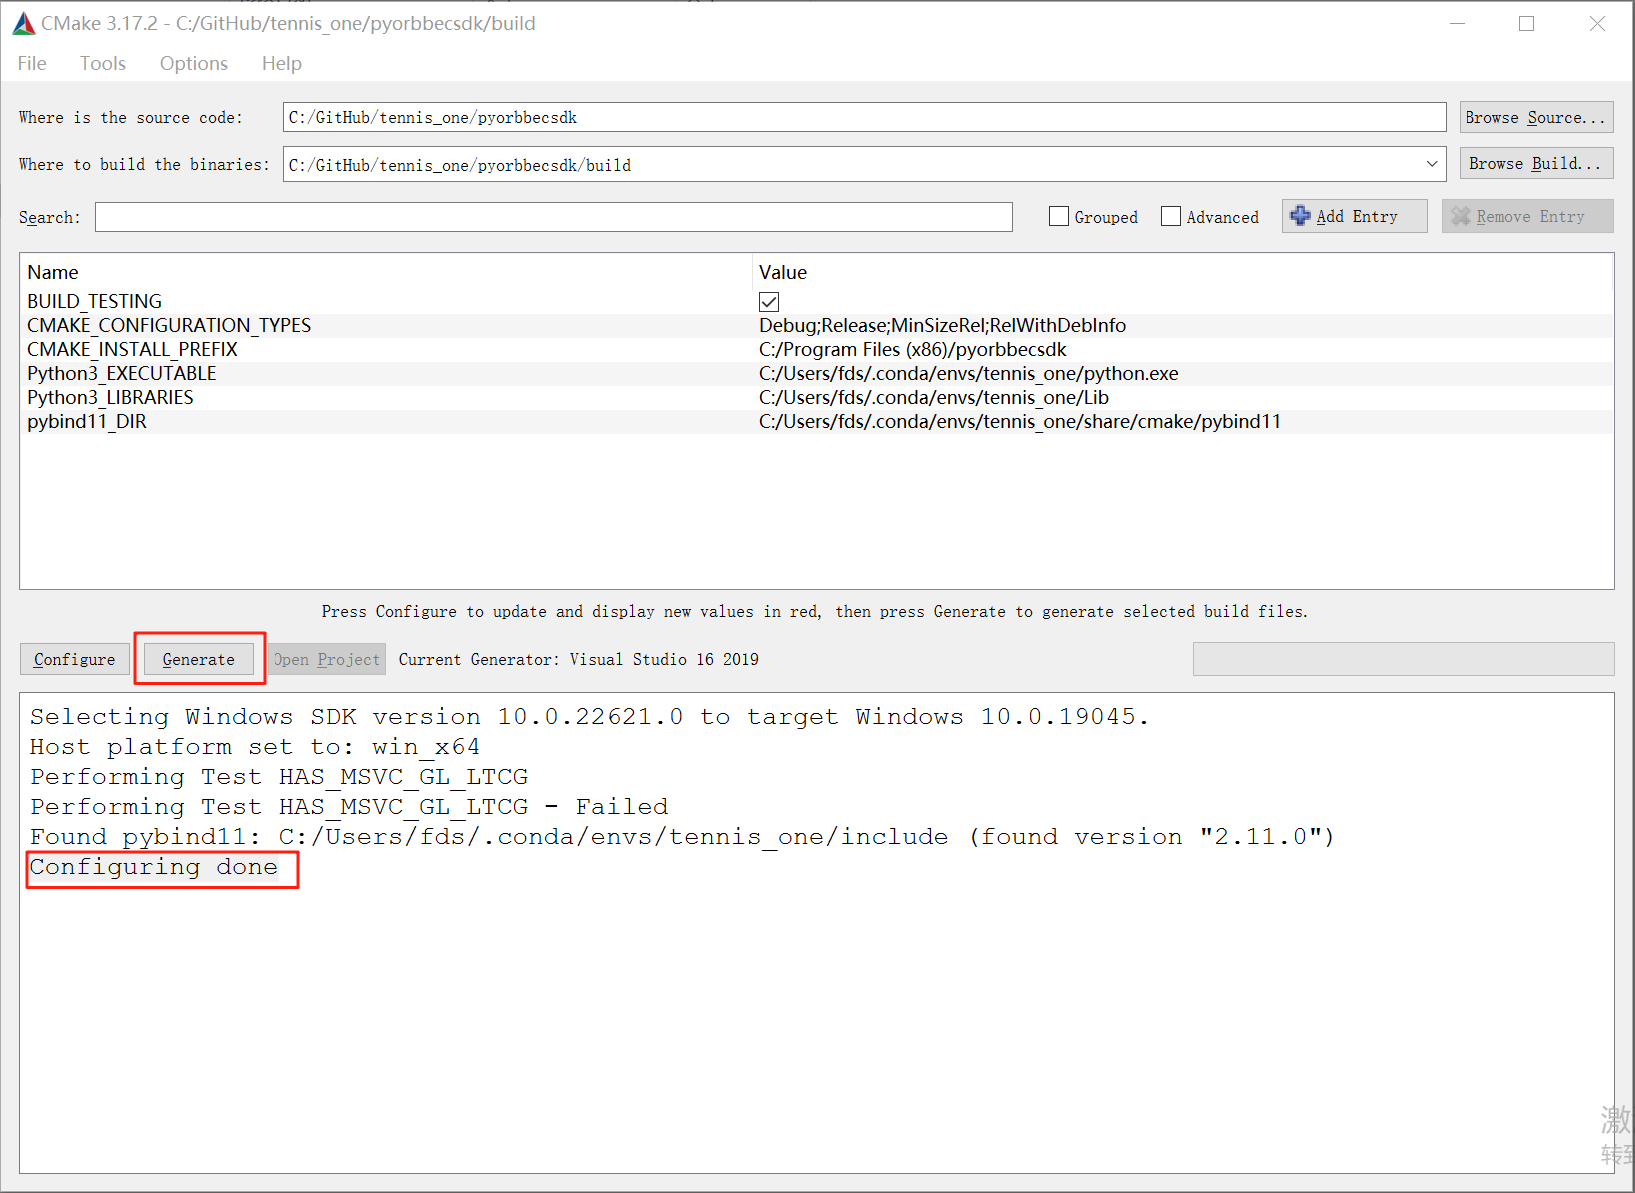 CMake 3.17.2 - C:/GitHub/tennis_one/pyorbbecsdk/build
File Tools Options Help
Where is the source code: C:/GitHub/tennis_one/pyorbbecsdk Browse Source...
Where to build the binaries: C:/GitHub/tennis_one/pyorbbecsdk/build Browse Build...
Search: Grouped Advanced Add Entry Remove Entry
Name Value
BUILD_TESTING
CMAKE_CONFIGURATION_TYPES Debug;Release;MinSizeRel;RelWithDebInfo
CMAKE_INSTALL_PREFIX C:/Program Files (x86)/pyorbbecsdk
Python3_EXECUTABLE C:/Users/fds/.conda/envs/tennis_one/python.exe
Python3_LIBRARIES C:/Users/fds/.conda/envs/tennis_one/Lib
pybind11_DIR C:/Users/fds/.conda/envs/tennis_one/share/cmake/pybind11
Press Configure to update and display new values in red, then press Generate to generate selected build files.
Configure Generate Open Project Current Generator: Visual Studio 16 2019
Selecting Windows SDK version 10.0.22621.0 to target Windows 10.0.19045.
Host platform set to: win_x64
Performing Test HAS_MSVC_GL_LTCG
Performing Test HAS_MSVC_GL_LTCG - Failed
Found pybind11: C:/Users/fds/.conda/envs/tennis_one/include (found version "2.11.0")
Configuring done
激
转到